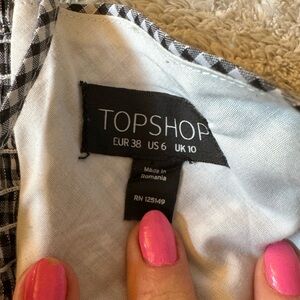 TOPSHOP
EUR 38 US 6 UK 10
Made in
Romania
RN 125149